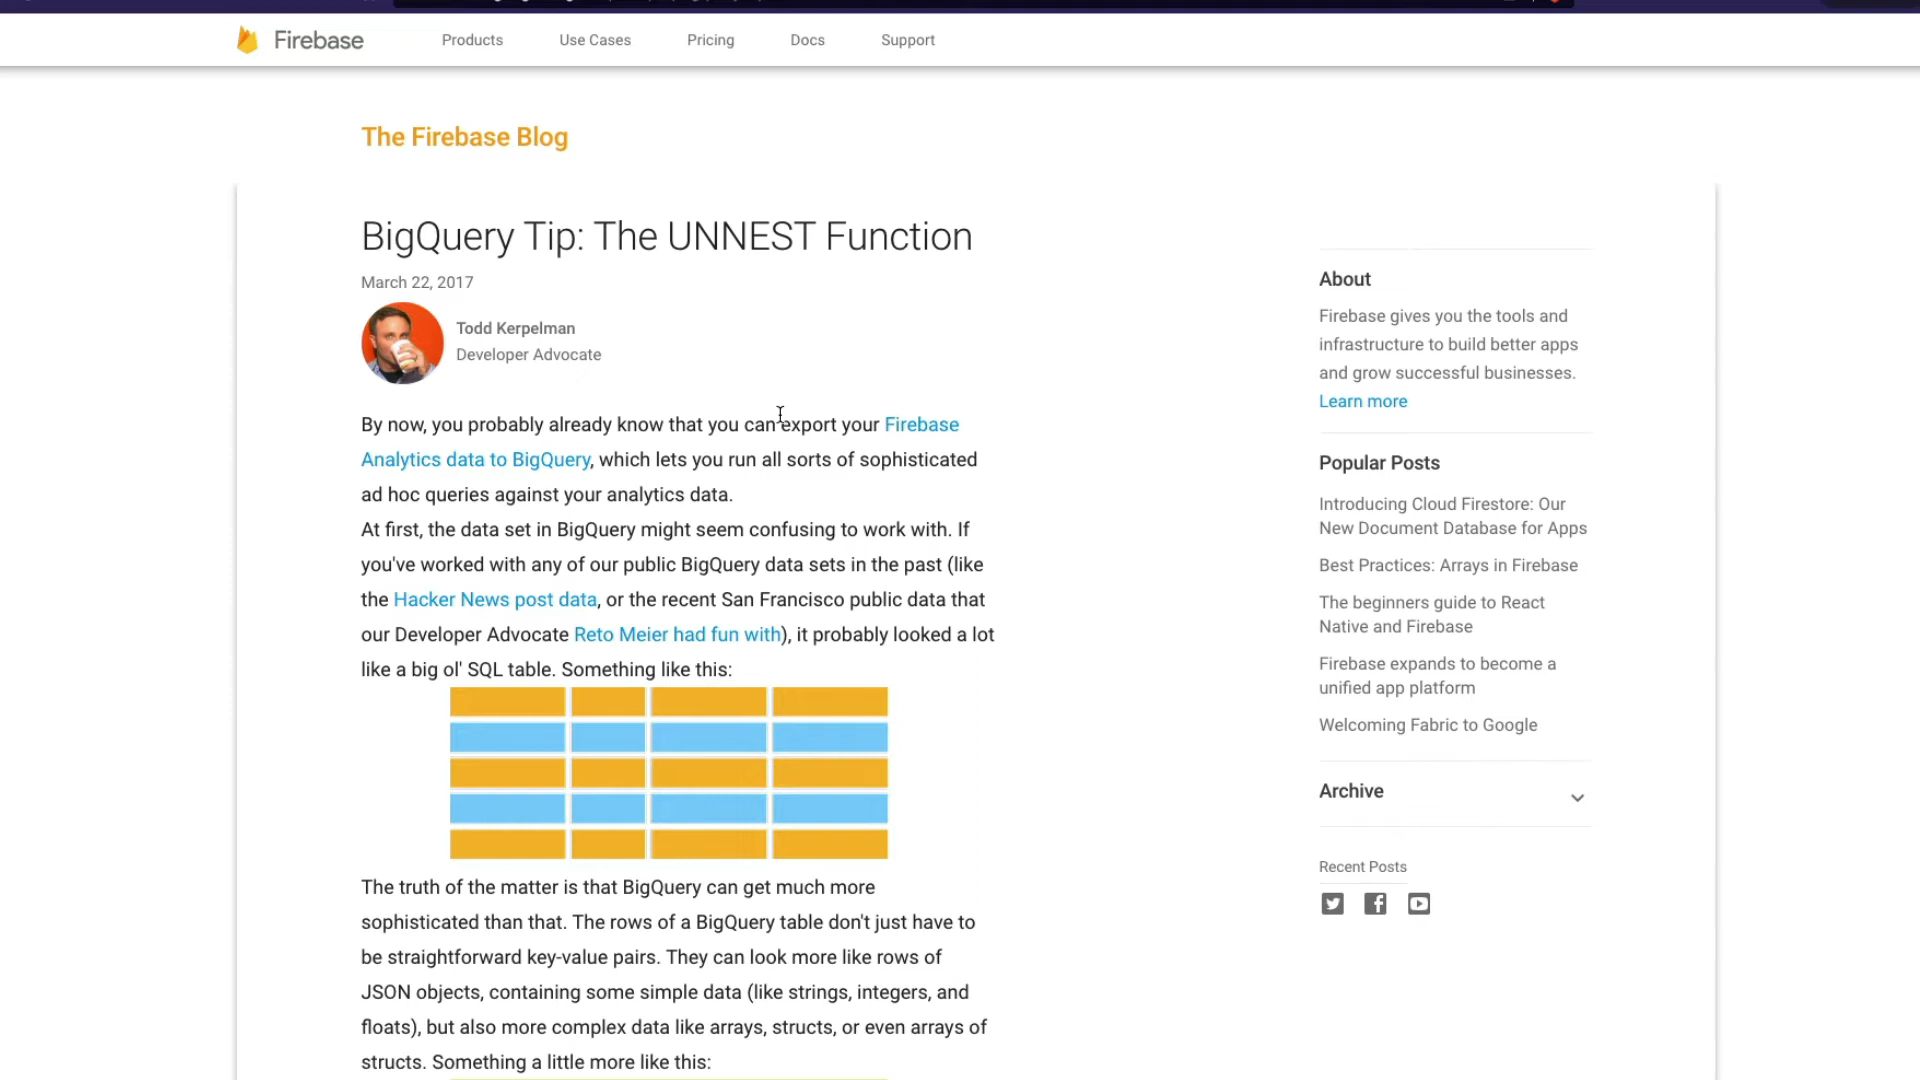 Firebase
Products
Use Cases
Pricing
Docs
Support
The Firebase Blog
BigQuery Tip: The UNNEST Function
March 22, 2017
Todd Kerpelman
Developer Advocate
By now, you probably already know that you can export your Firebase
Analytics data to BigQuery, which lets you run all sorts of sophisticated
ad hoc queries against your analytics data.
At first, the data set in BigQuery might seem confusing to work with. If
you've worked with any of our public BigQuery data sets in the past (like
the Hacker News post data, or the recent San Francisco public data that
our Developer Advocate Reto Meier had fun with), it probably looked a lot
like a big ol' SQL table. Something like this:
The truth of the matter is that BigQuery can get much more
sophisticated than that. The rows of a BigQuery table don't just have to
be straightforward key-value pairs. They can look more like rows of
JSON objects, containing some simple data (like strings, integers, and
floats), but also more complex data like arrays, structs, or even arrays of
structs. Something a little more like this:
About
Firebase gives you the tools and
infrastructure to build better apps
and grow successful businesses.
Learn more
Popular Posts
Introducing Cloud Firestore: Our
New Document Database for Apps
Best Practices: Arrays in Firebase
The beginners guide to React
Native and Firebase
Firebase expands to become a
unified app platform
Welcoming Fabric to Google
Archive
Recent Posts